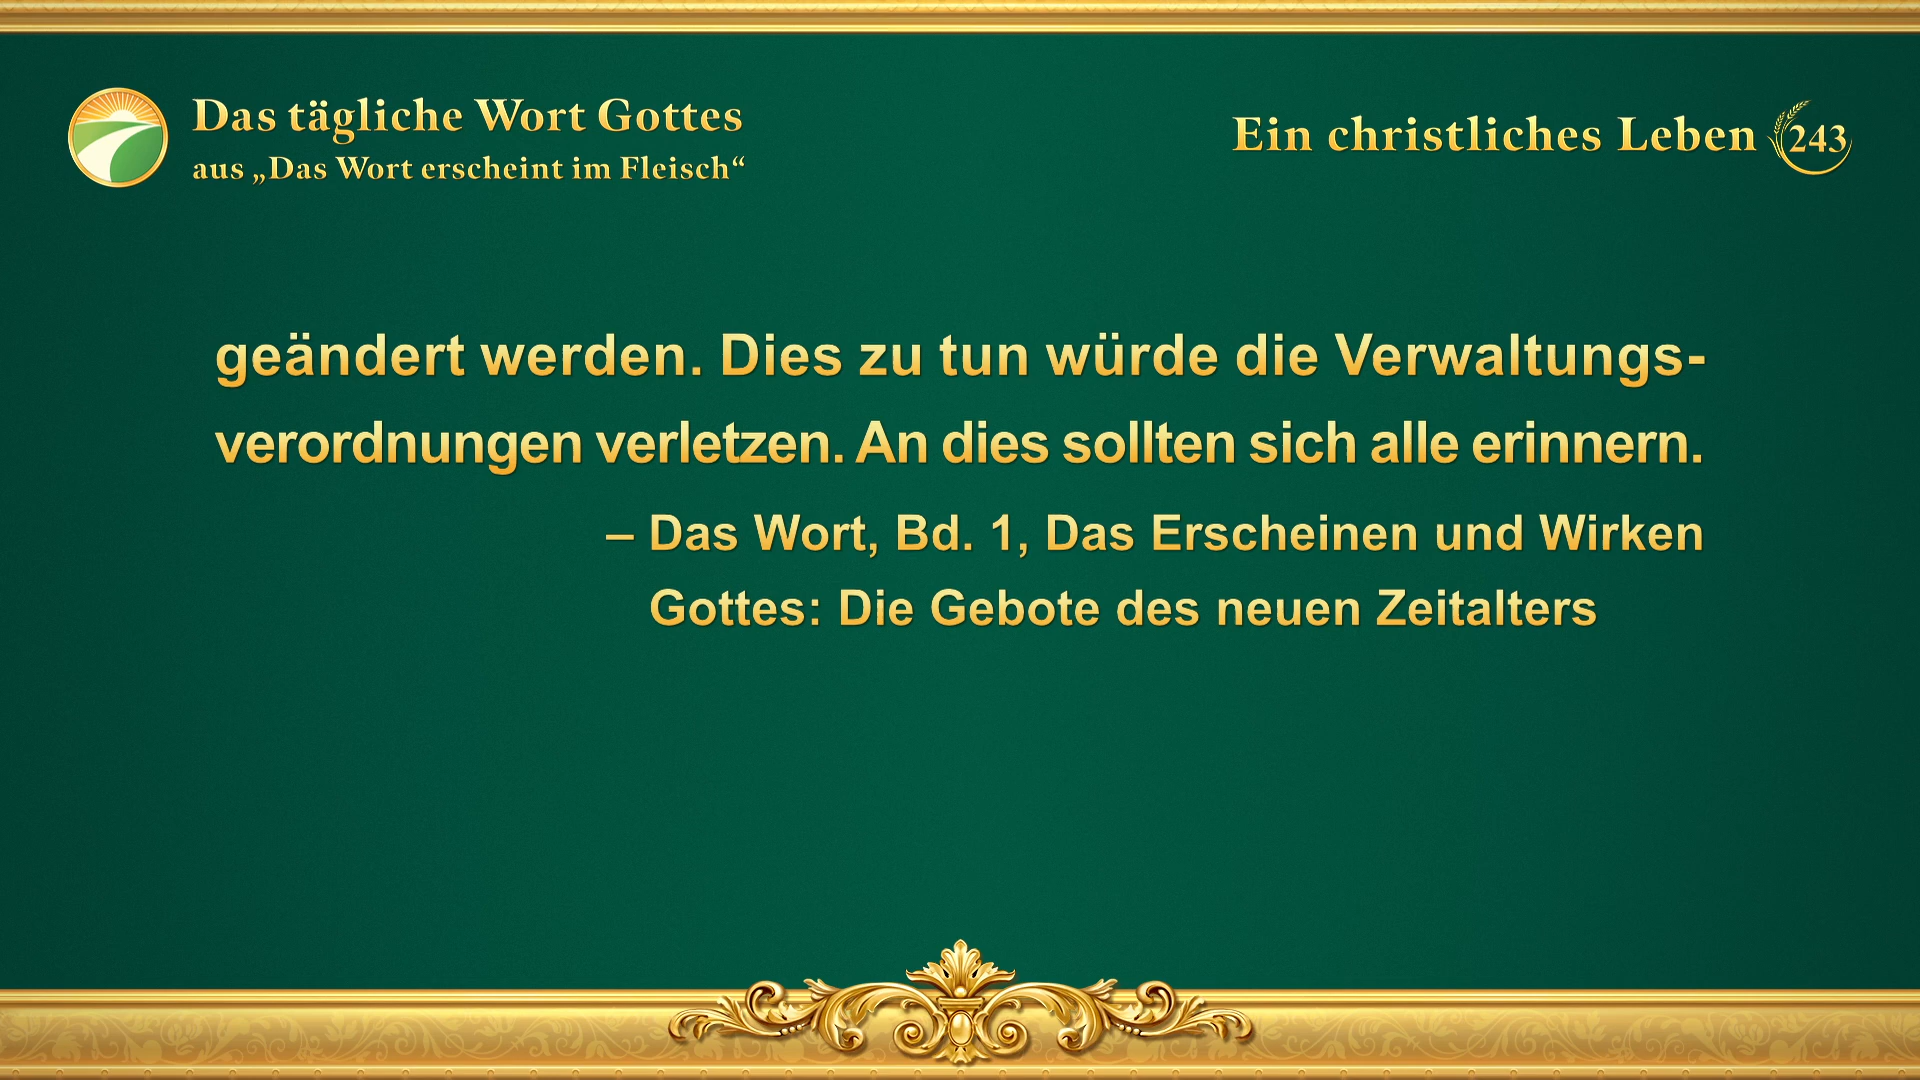 Das tägliche Wort Gottes
aus „Das Wort erscheint im Fleisch“
Ein christliches Leben 243
geändert werden. Dies zu tun würde die Verwaltungs-
verordnungen verletzen. An dies sollten sich alle erinnern.
– Das Wort, Bd. 1, Das Erscheinen und Wirken
Gottes: Die Gebote des neuen Zeitalters